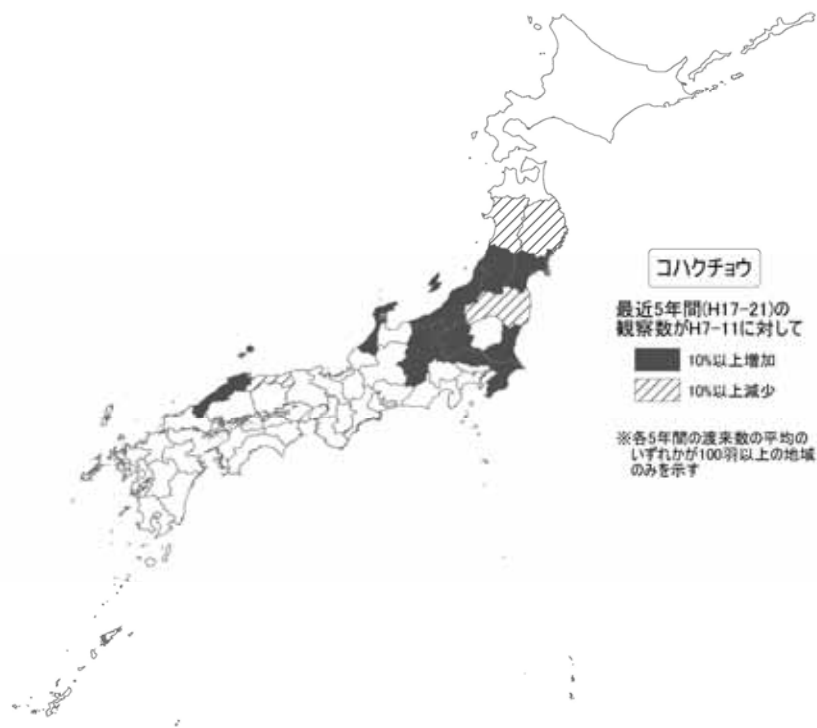 コハクチョウ
最近5年間(H17-21)の
観察数がH7-11に対して
10%以上増加
10%以上減少
※各5年間の渡来数の平均の
いずれかが100羽以上の地域
のみを示す